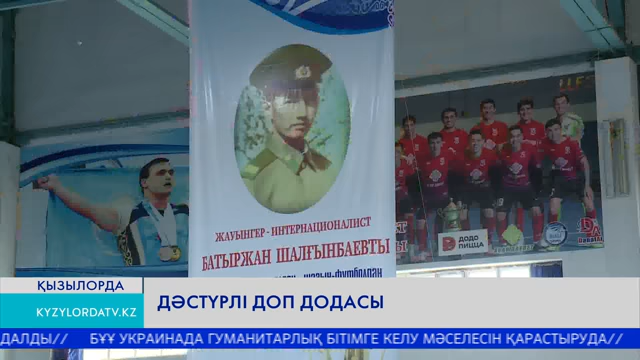 ЖАУЫНГЕР - ИНТЕРНАЦИОНАЛИСТ
БАТЫРЖАН ШАЛҒЫНБАЕВТЫ
ДОДО
ПИЦЦА
ҚЫЗЫЛОРДА
KYZYLORDATV.KZ
ДӘСТҮРЛІ ДОП ДОДАСЫ
ДАЛДЫ// БҰҰ УКРАИНАДА ГУМАНИТАРЛЫҚ БІТІМГЕ КЕЛУ МӘСЕЛЕСІН ҚАРАСТЫРУДА//